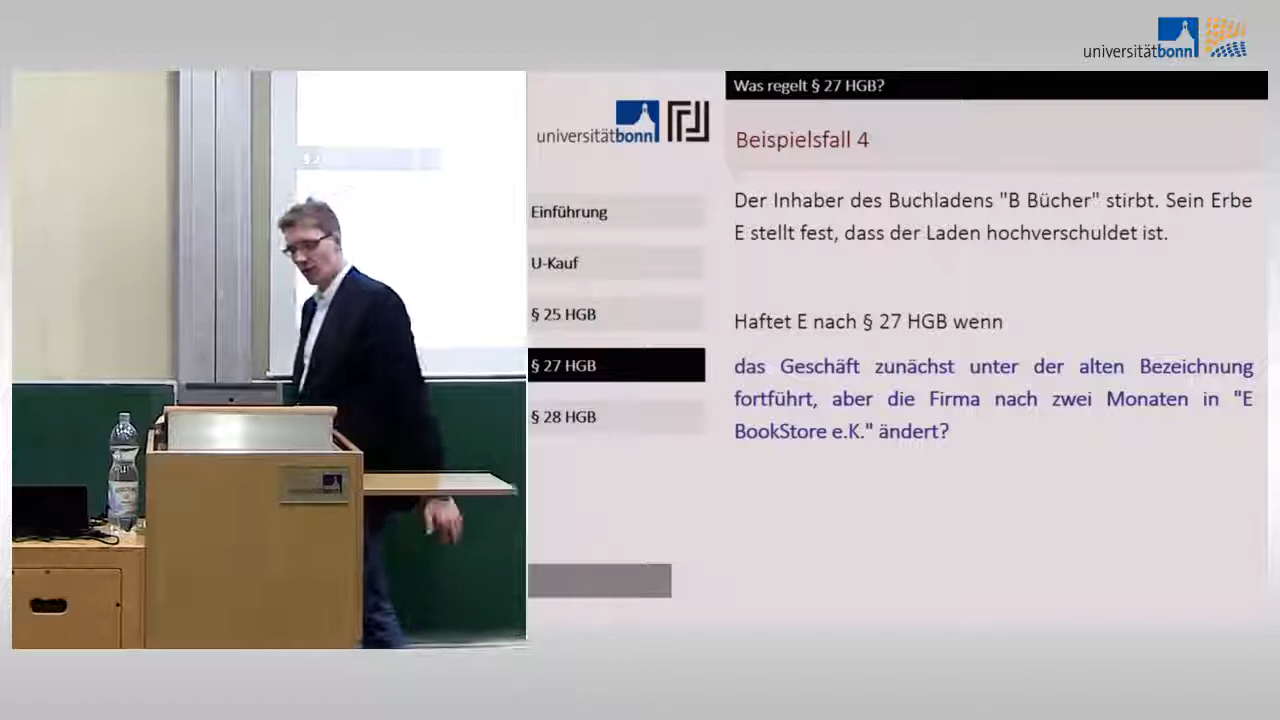 universitätbonn
universitätbonn
Einführung
U-Kauf
§ 25 HGB
§ 27 HGB
§ 28 HGB
Was regelt § 27 HGB?
Beispielsfall 4
Der Inhaber des Buchladens "B Bücher" stirbt. Sein Erbe
E stellt fest, dass der Laden hochverschuldet ist.
Haftet E nach § 27 HGB wenn
das Geschäft zunächst unter der alten Bezeichnung
fortführt, aber die Firma nach zwei Monaten in "E
BookStore e.K." ändert?